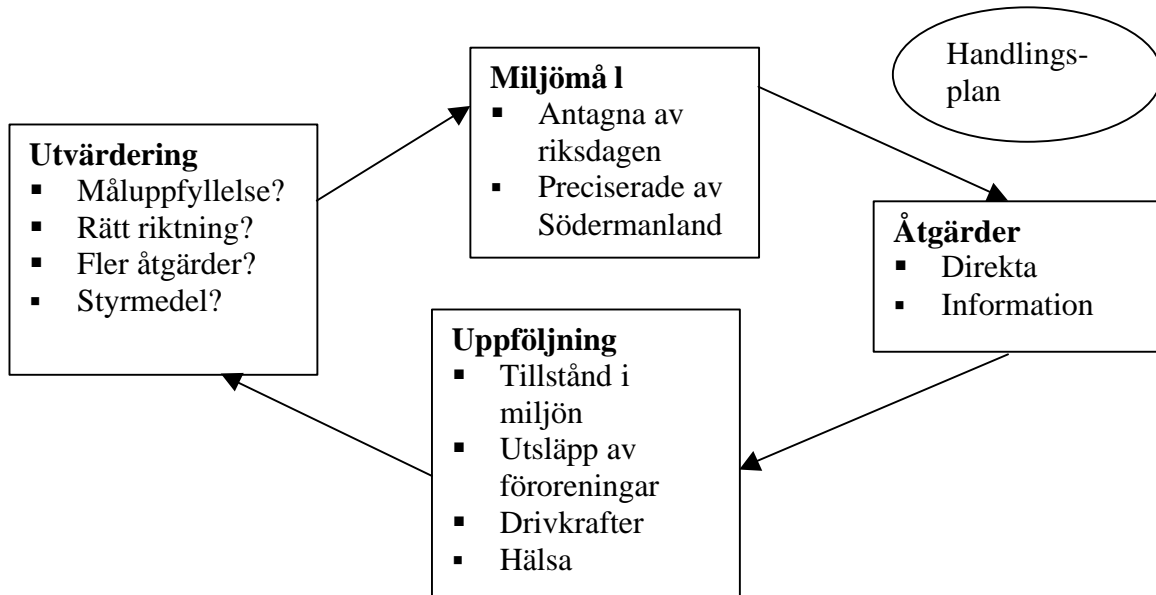 Miljömå l
▪ Antagna av
riksdagen
▪ Preciserade av
Södermanland
Handlings-
plan
Åtgärder
▪ Direkta
▪ Information
Uppföljning
▪ Tillstånd i
miljön
▪ Utsläpp av
föroreningar
▪ Drivkrafter
▪ Hälsa
Utvärdering
▪ Måluppfyllelse?
▪ Rätt riktning?
▪ Fler åtgärder?
▪ Styrmedel?